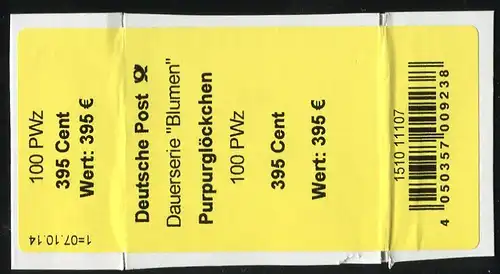 100 PWz
395 Cent
Wert: 395 €
1=07.10.14
Deutsche Post
Dauerserie "Blumen"
Purpurglöckchen
100 PWz
395 Cent
Wert: 395 €
1510 11107
4 050357 009238